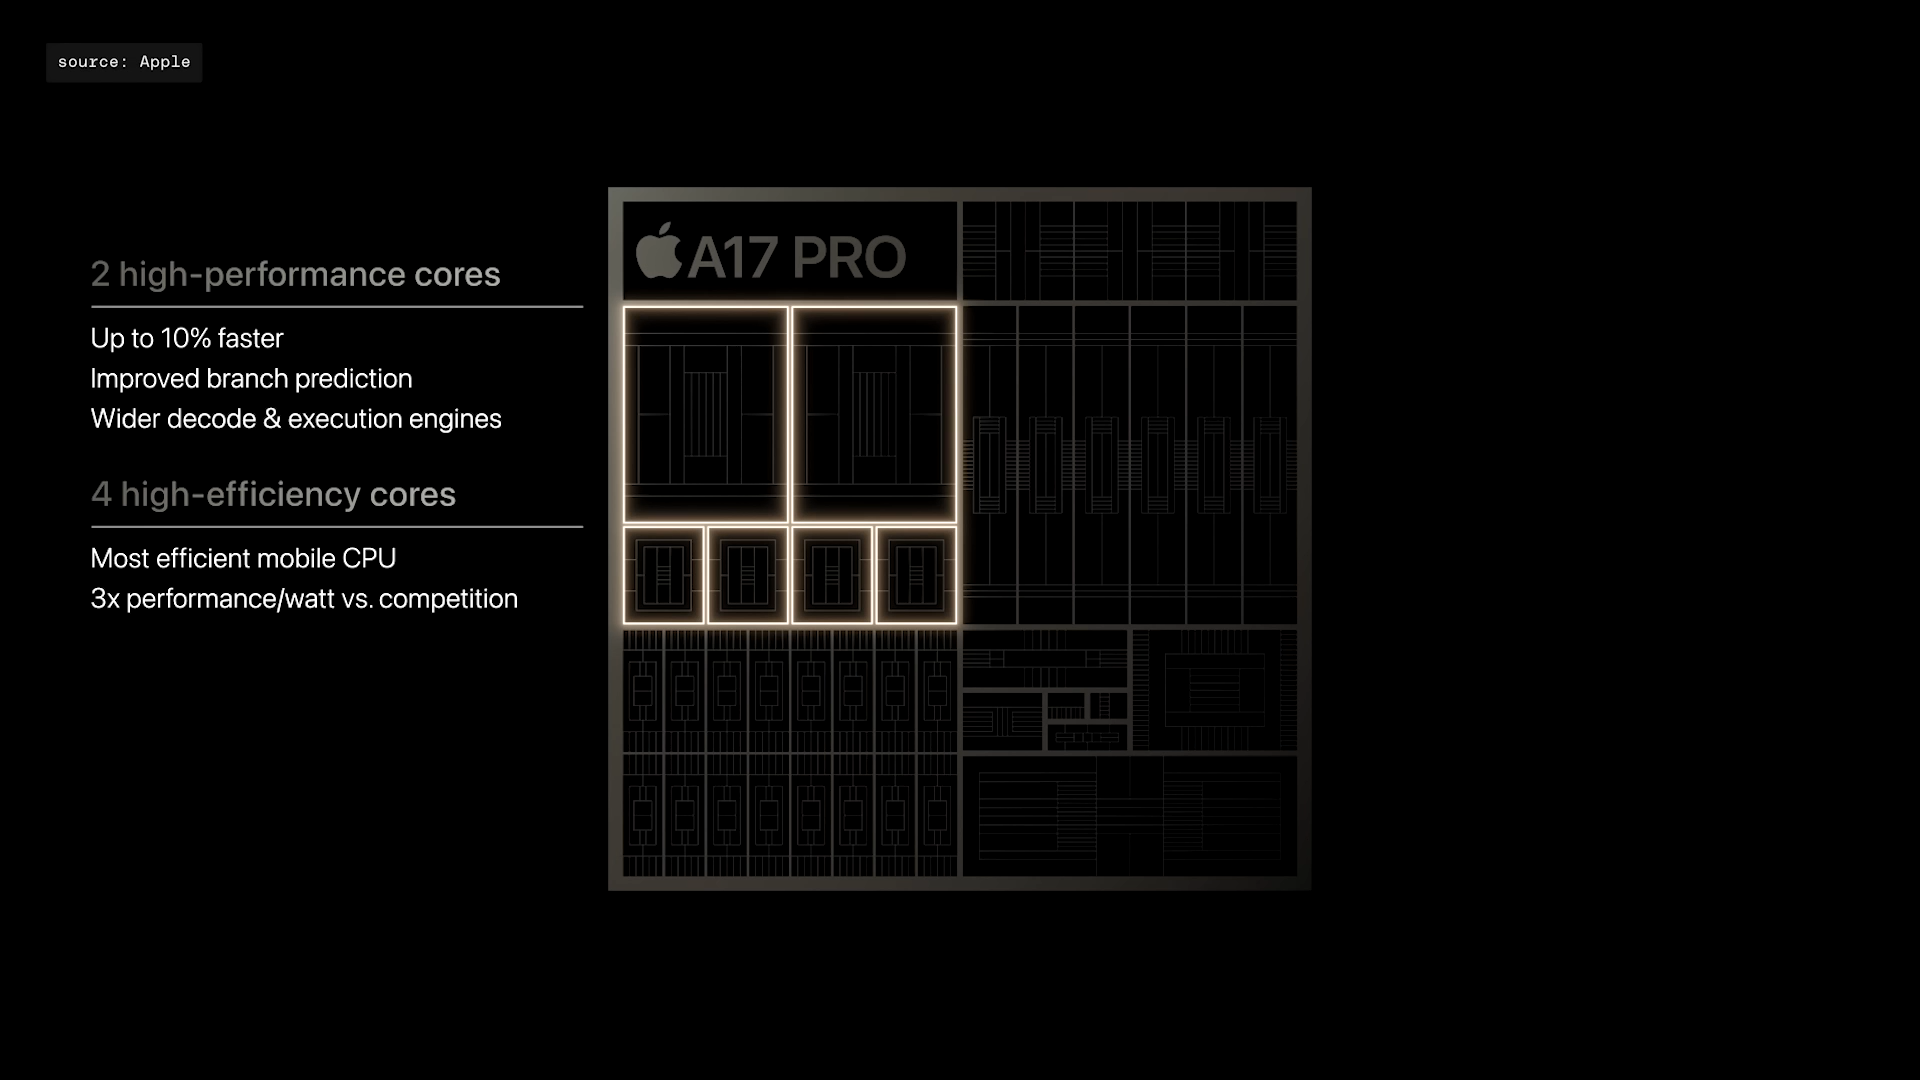 source: Apple
A17 PRO
2 high-performance cores
Up to 10% faster
Improved branch prediction
Wider decode & execution engines
4 high-efficiency cores
Most efficient mobile CPU
3x performance/watt vs. competition